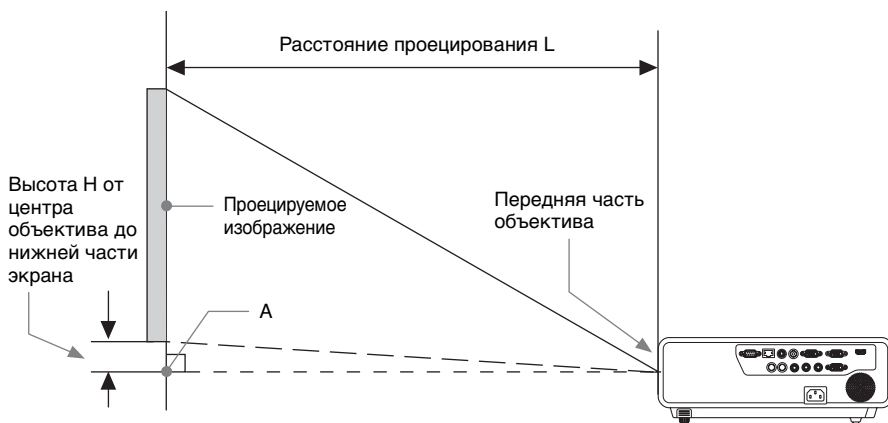 Расстояние проецирования L
Высота H от
центра
объектива до
нижней части
экрана
Проецируемое
изображение
Передняя часть
объектива
A